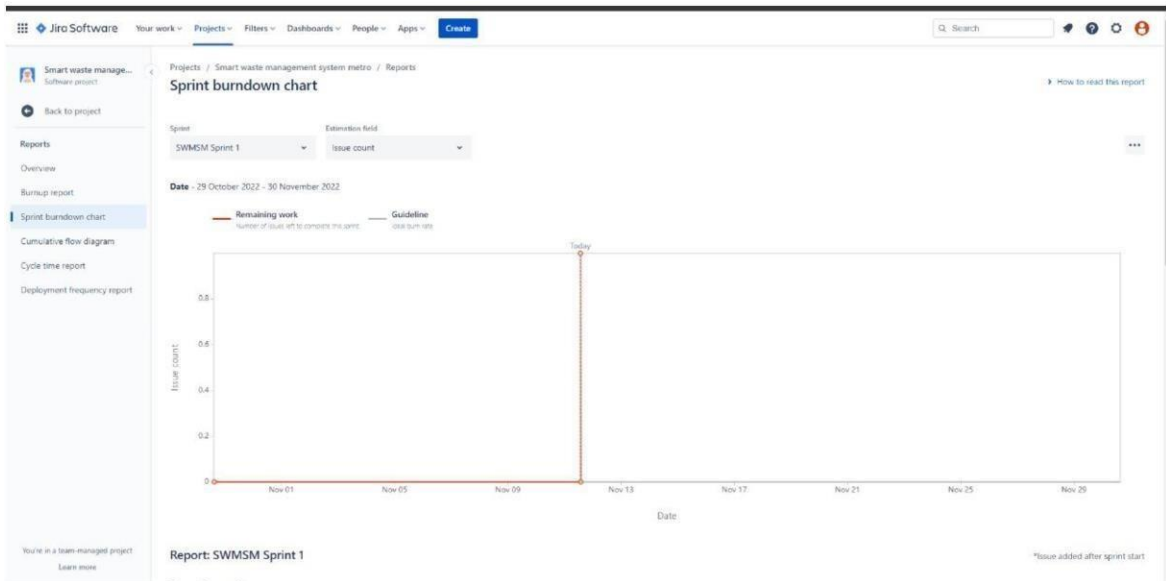 Jira Software Your work Projects Filters Dashboards People Apps Create Search
Smart waste manage...
Software project
Back to project
Reports
Overview
Burnup report
Sprint burndown chart
Cumulative flow diagram
Cycle time report
Deployment frequency report
You're in a team-managed project
Learn more
Projects / Smart waste management system metro / Reports
Sprint burndown chart
How to read this report
Sprint Estimation field
SWMSM Sprint 1 Issue count
Date - 29 October 2022 - 30 November 2022
Remaining work Guideline
Number of issues left to complete this sprint Ideal burn rate
Today
0.8
0.6
0.4
0.2
0
Issue count
Nov 01 Nov 05 Nov 09 Nov 13 Nov 17 Nov 21 Nov 25 Nov 29
Date
Report: SWMSM Sprint 1 *Issue added after sprint start